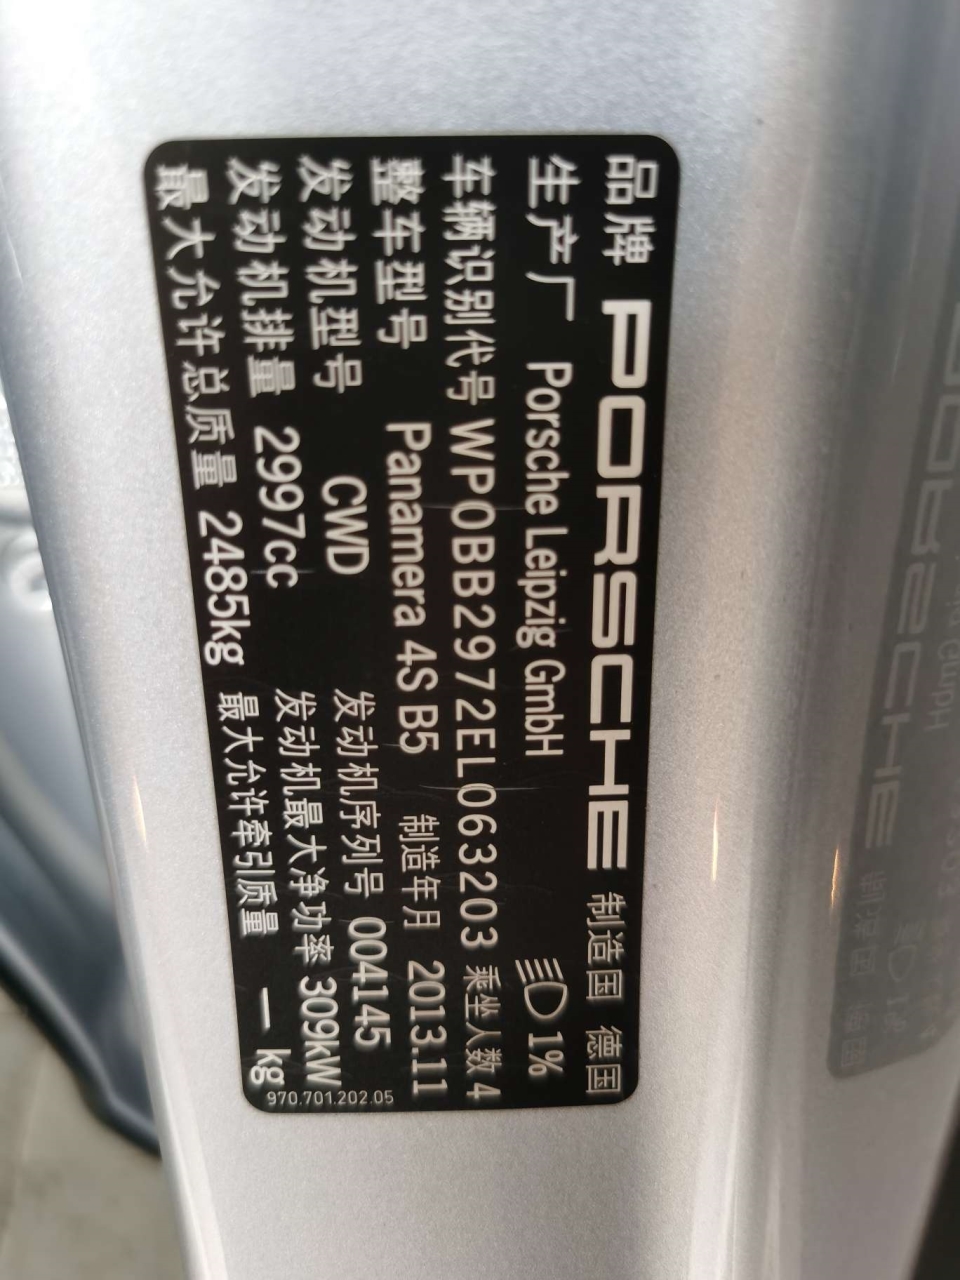 品牌 PORSCHE 制造国 德国
生产厂 Porsche Leipzig GmbH 1%
车辆识别代号 WP0BB2972EL063203 乘坐人数 4
整车型号 Panamera 4S B5 制造年月 2013.11
发动机型号 CWD 发动机序列号 004145
发动机排量 2997cc 发动机最大净功率 309kW
最大允许总质量 2485kg 最大允许牵引质量 — kg
970.701.202.05